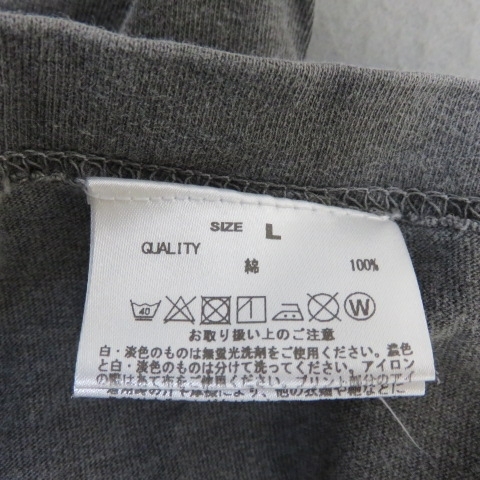 SIZE L
QUALITY
綿 100%
40 W
お取り扱い上のご注意
白・淡色のものは無蛍光洗剤をご使用ください。濃色
と白・淡色のものは分けて洗ってください。アイロン